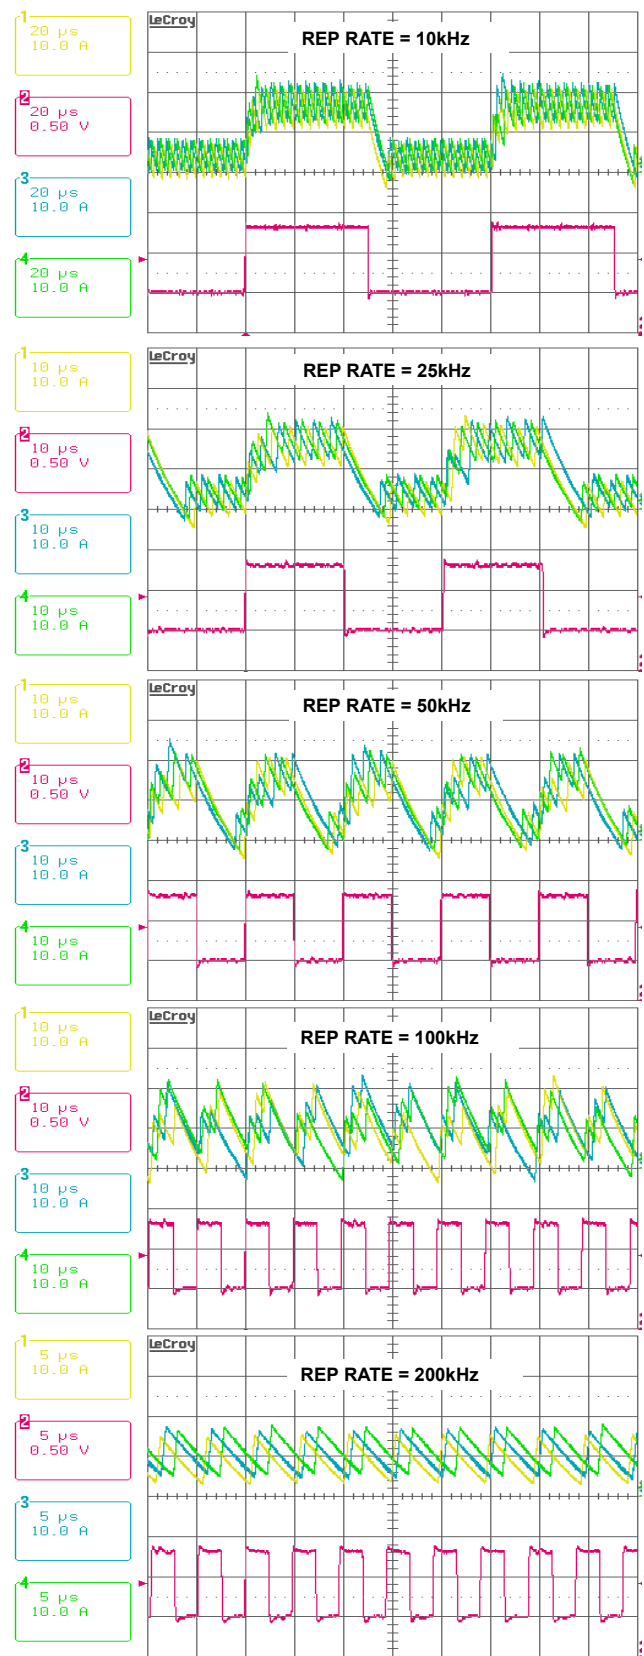 LeCroy
REP RATE = 10kHz
1
20 µs
10.0 A
2
20 µs
0.50 V
3
20 µs
10.0 A
4
20 µs
10.0 A
LeCroy
REP RATE = 25kHz
1
10 µs
10.0 A
2
10 µs
0.50 V
3
10 µs
10.0 A
4
10 µs
10.0 A
LeCroy
REP RATE = 50kHz
1
10 µs
10.0 A
2
10 µs
0.50 V
3
10 µs
10.0 A
4
10 µs
10.0 A
LeCroy
REP RATE = 100kHz
1
10 µs
10.0 A
2
10 µs
0.50 V
3
10 µs
10.0 A
4
10 µs
10.0 A
LeCroy
REP RATE = 200kHz
1
5 µs
10.0 A
2
5 µs
0.50 V
3
5 µs
10.0 A
4
5 µs
10.0 A